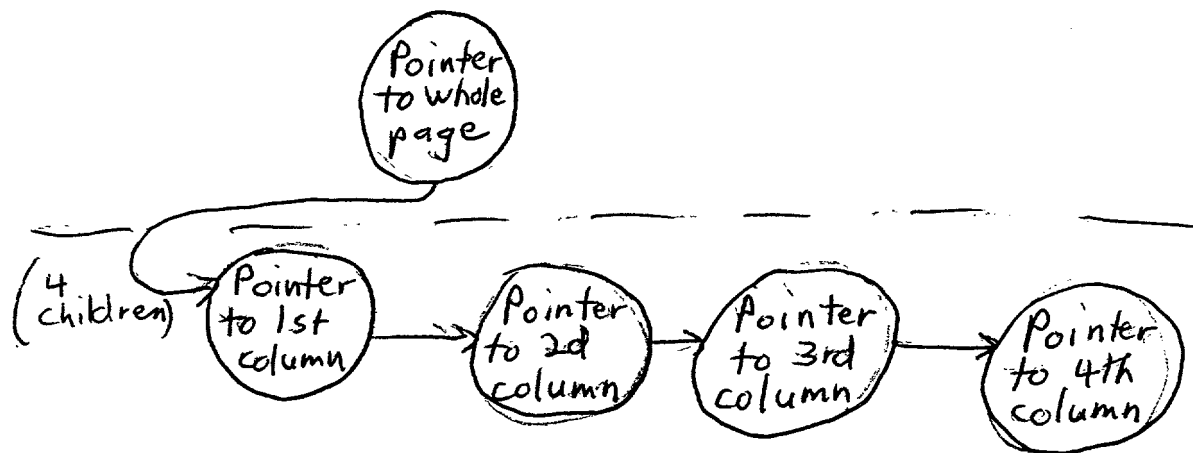 Pointer
to whole
page
(4
children)
Pointer
to 1st
column
Pointer
to 2d
column
Pointer
to 3rd
column
Pointer
to 4th
column